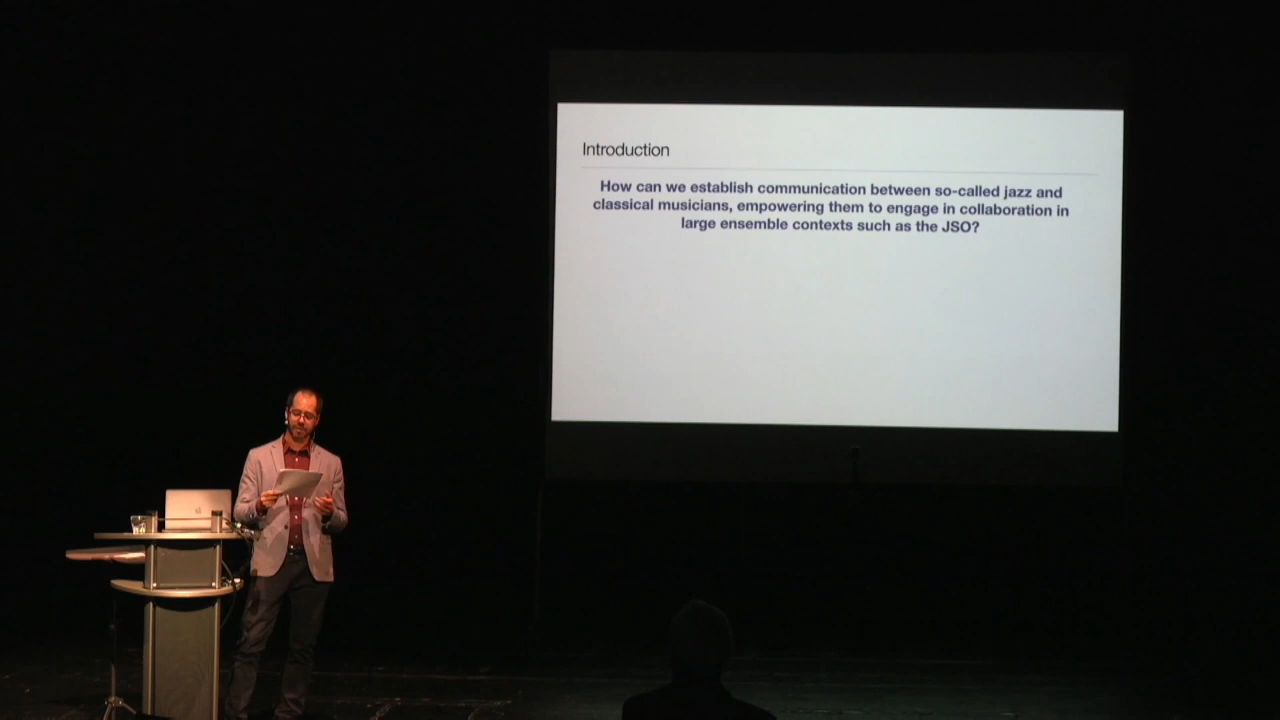 Introduction
How can we establish communication between so-called jazz and
classical musicians, empowering them to engage in collaboration in
large ensemble contexts such as the JSO?